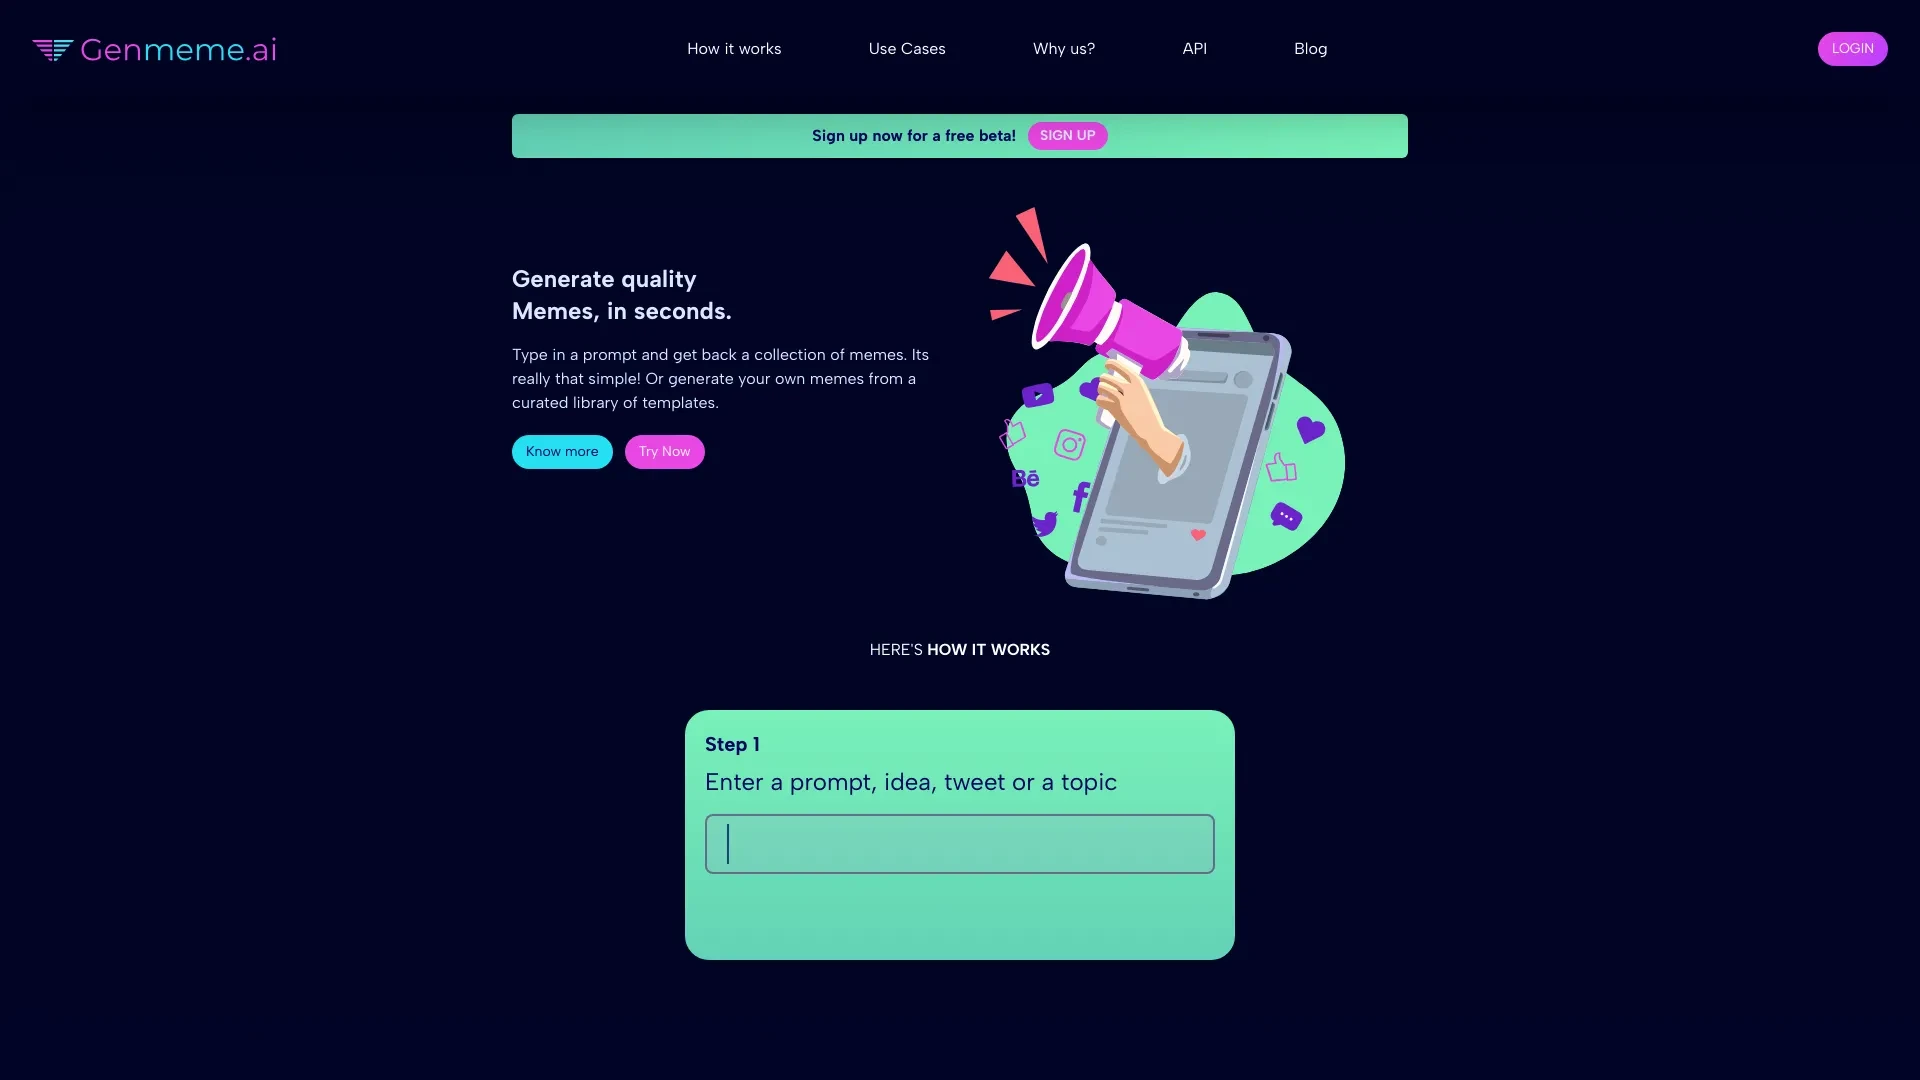 Genmeme.ai
How it works
Use Cases
Why us?
API
Blog
LOGIN
Sign up now for a free beta!
SIGN UP
Generate quality
Memes, in seconds.
Type in a prompt and get back a collection of memes. Its
really that simple! Or generate your own memes from a
curated library of templates.
Know more
Try Now
Bē
f
HERE'S HOW IT WORKS
Step 1
Enter a prompt, idea, tweet or a topic